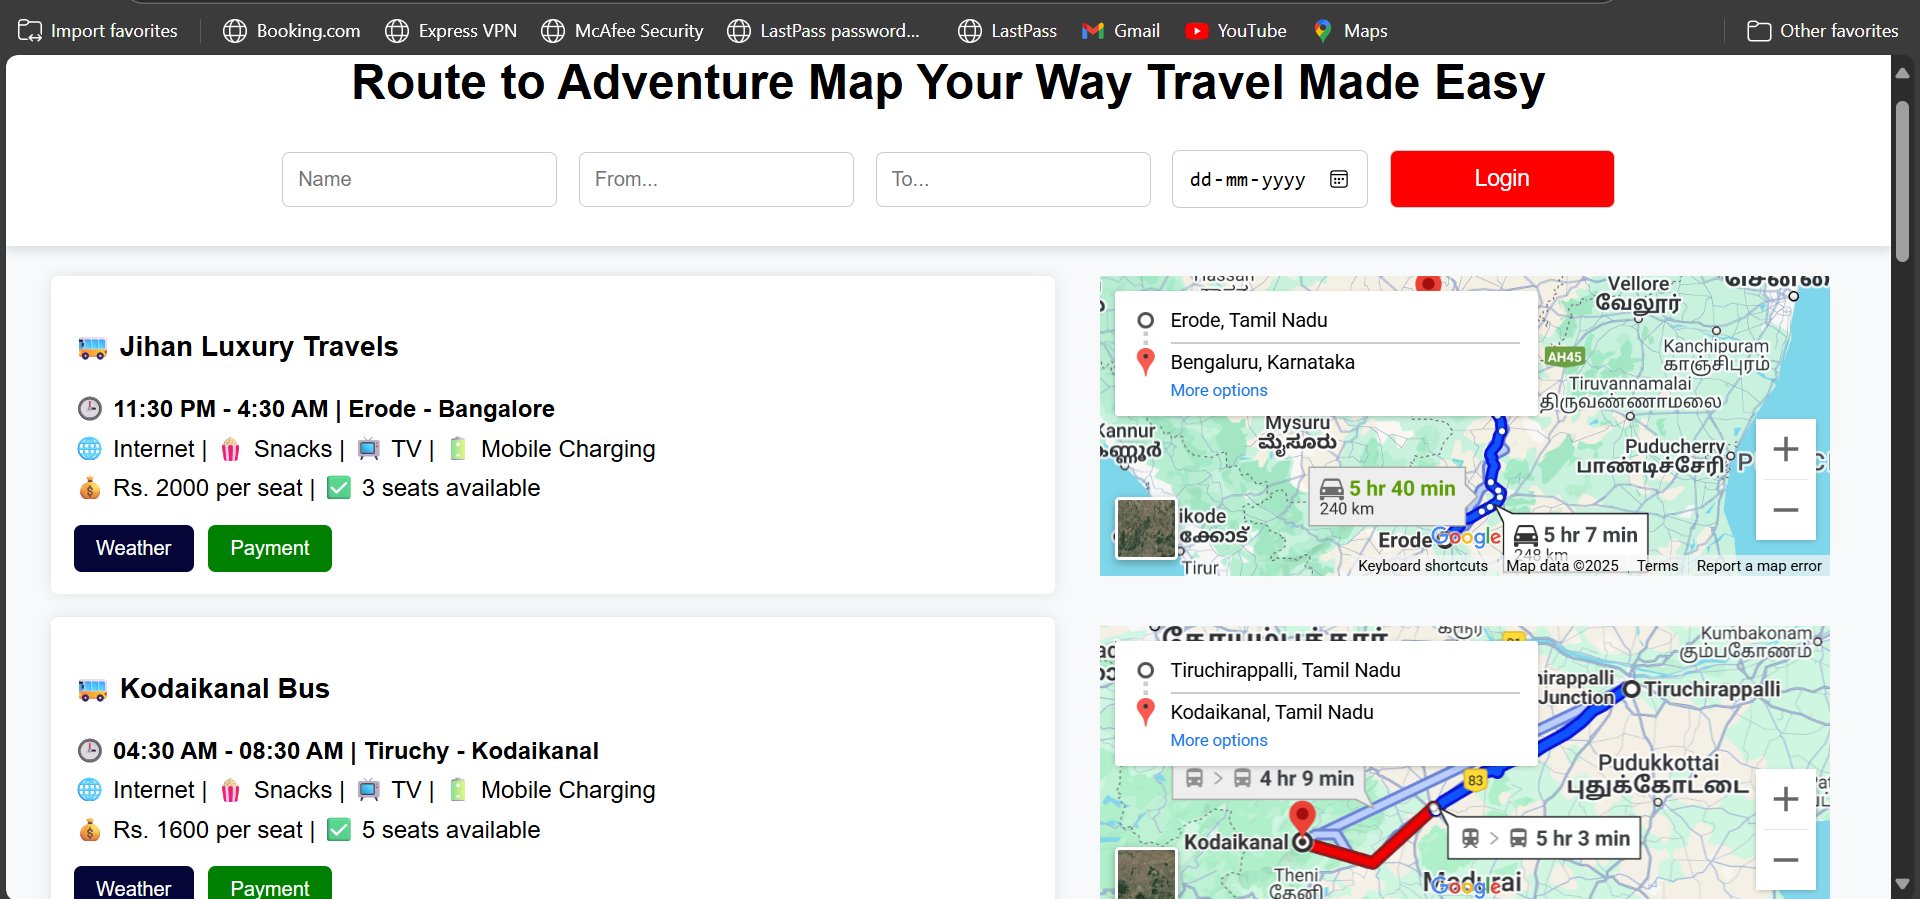 Import favorites
Booking.com
Express VPN
McAfee Security
LastPass password...
LastPass
Gmail
YouTube
Maps
Other favorites
Route to Adventure Map Your Way Travel Made Easy
Name
From...
To...
dd-mm-yyyy
Login
Jihan Luxury Travels
11:30 PM - 4:30 AM | Erode - Bangalore
Internet | Snacks | TV | Mobile Charging
Rs. 2000 per seat | 3 seats available
Weather
Payment
Erode, Tamil Nadu
Bengaluru, Karnataka
More options
Vellore
வேலூர்
Kanchipuram
காஞ்சிபுரம்
AH45
Tiruvannamalai
திருவண்ணாமலை
Mysuru
ಮೈಸೂರು
Kannur
Puducherry
பாண்டிச்சேரி
5 hr 40 min
240 km
Erode
Google
5 hr 7 min
248 km
Tirur
Keyboard shortcuts
Map data ©2025
Terms
Report a map error
Kodaikanal Bus
04:30 AM - 08:30 AM | Tiruchy - Kodaikanal
Internet | Snacks | TV | Mobile Charging
Rs. 1600 per seat | 5 seats available
Weather
Payment
Tiruchirappalli, Tamil Nadu
Kodaikanal, Tamil Nadu
More options
Kumbakonam
கும்பகோணம்
Junction
Tiruchirappalli
83
Pudukkottai
புதுக்கோட்டை
4 hr 9 min
5 hr 3 min
Kodaikanal
Theni
தேனி
Madurai
Google